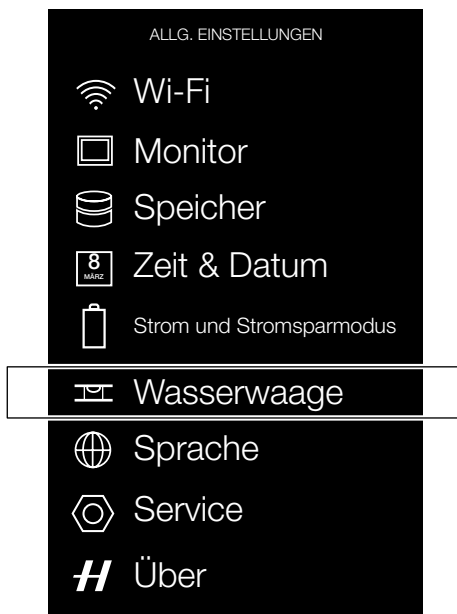 ALLG. EINSTELLUNGEN
Wi-Fi
Monitor
Speicher
8
MÄRZ
Zeit & Datum
Strom und Stromsparmodus
Wasserwaage
Sprache
Service
Über